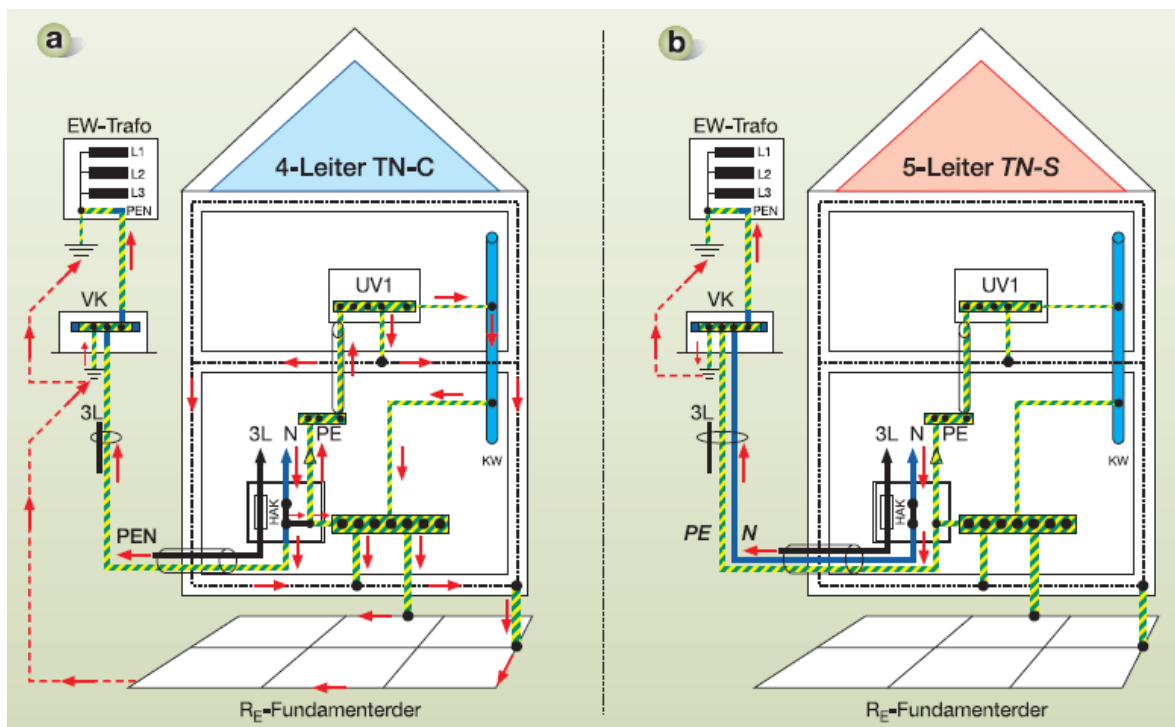 a
EW-Trafo
L1
L2
L3
PEN
4-Leiter TN-C
VK
UV1
3L
3L N PE
HAK
KW
PEN
RE-Fundamenterder
b
EW-Trafo
L1
L2
L3
PEN
5-Leiter TN-S
VK
UV1
3L
3L N PE
HAK
KW
PE N
RE-Fundamenterder